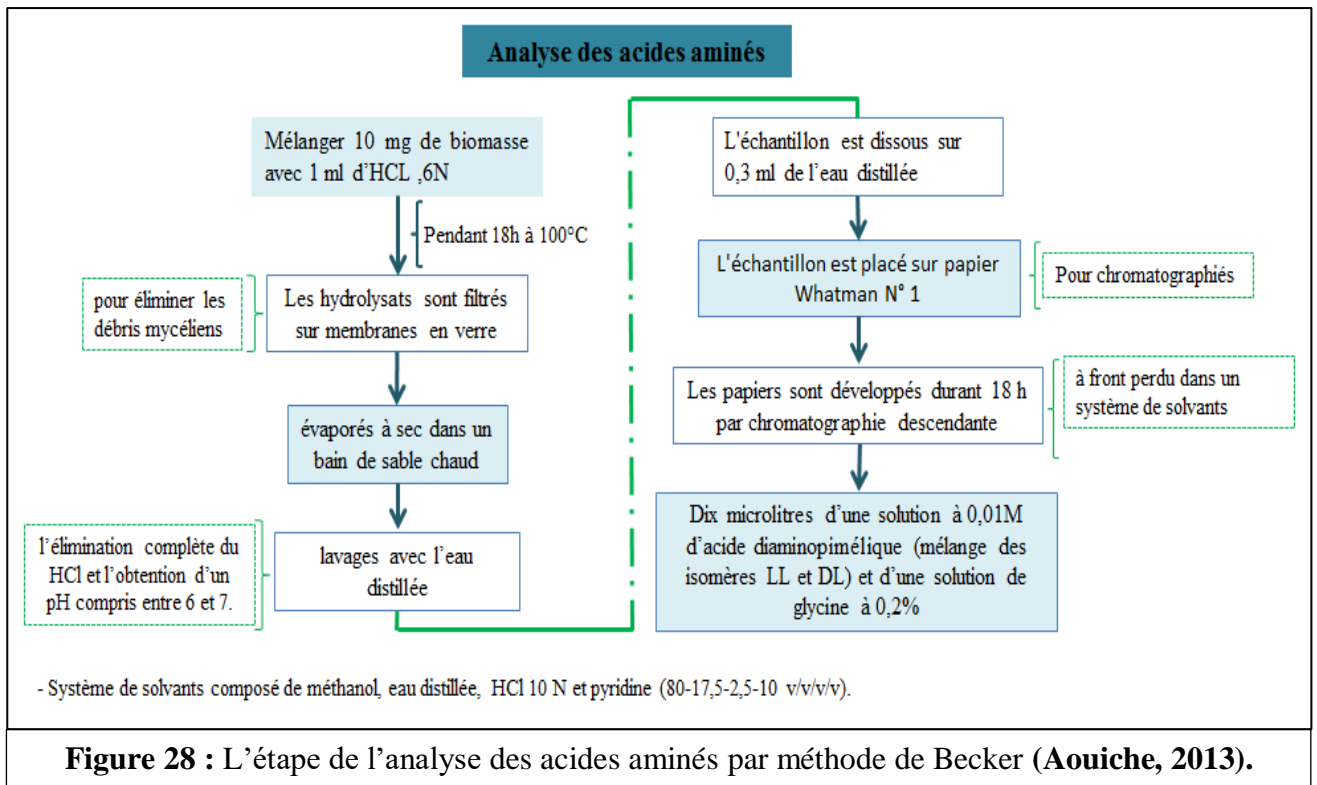 Analyse des acides aminés
Mélanger 10 mg de biomasse
avec 1 ml d’HCL ,6N
Pendant 18h à 100°C
pour éliminer les
débris mycéliens
Les hydrolysats sont filtrés
sur membranes en verre
évaporés à sec dans un
bain de sable chaud
l’élimination complète du
HCl et l’obtention d’un
pH compris entre 6 et 7.
lavages avec l’eau
distillée
L'échantillon est dissous sur
0,3 ml de l’eau distillée
L'échantillon est placé sur papier
Whatman N° 1
Pour chromatographiés
Les papiers sont développés durant 18 h
par chromatographie descendante
à front perdu dans un
système de solvants
Dix microlitres d’une solution à 0,01M
d’acide diaminopimélique (mélange des
isomères LL et DL) et d’une solution de
glycine à 0,2%
- Système de solvants composé de méthanol, eau distillée, HCl 10 N et pyridine (80-17,5-2,5-10 v/v/v/v).
Figure 28 : L’étape de l’analyse des acides aminés par méthode de Becker (Aouiche, 2013).